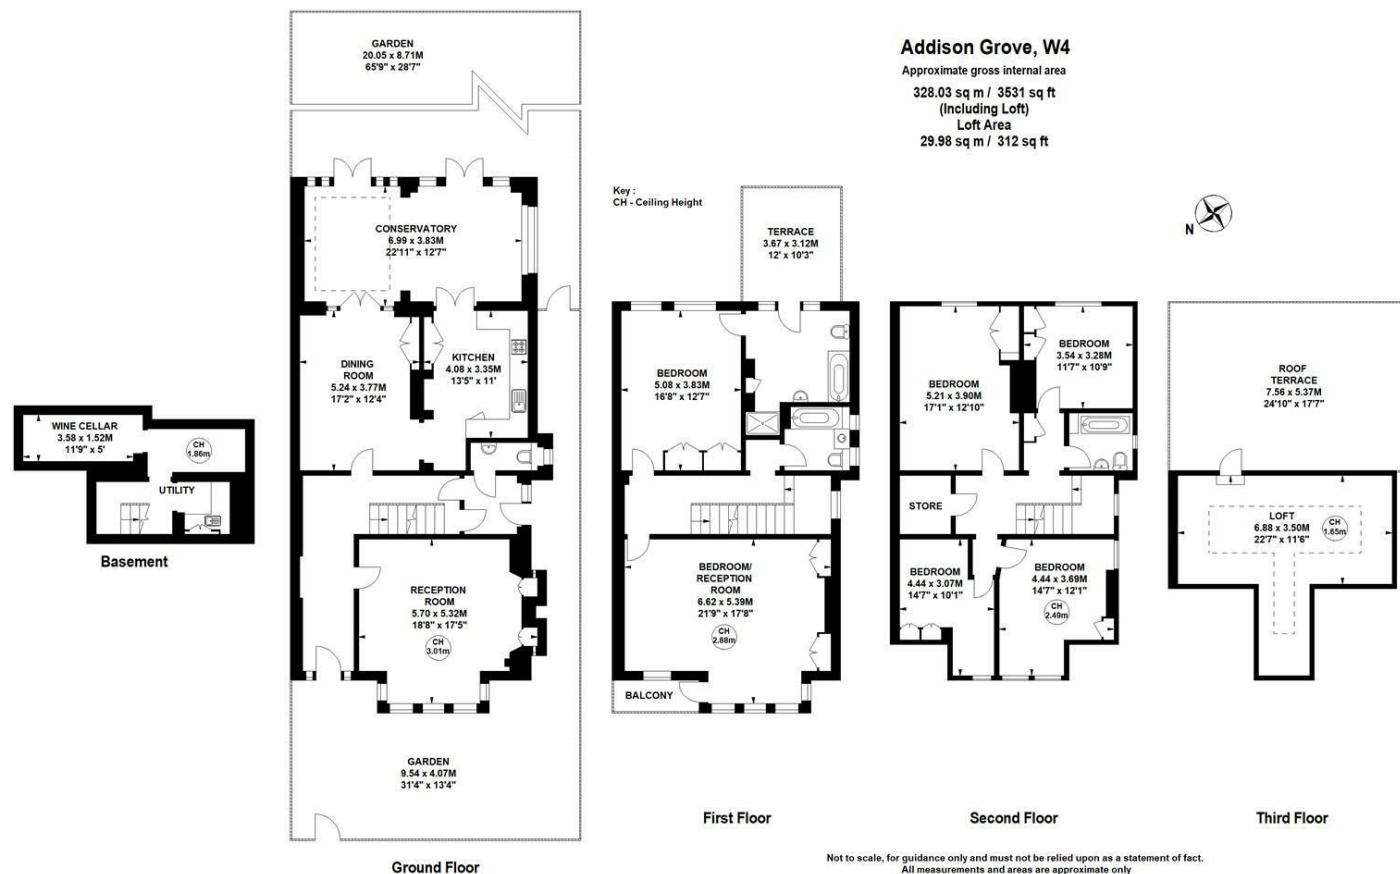 Addison Grove, W4
Approximate gross internal area
328.03 sq m / 3531 sq ft
(Including Loft)
Loft Area
29.98 sq m / 312 sq ft
Key :
CH - Ceiling Height
N
WINE CELLAR
3.58 x 1.52M
11'9" x 5'
CH
1.86m
UTILITY
Basement
GARDEN
20.05 x 8.71M
65'9" x 28'7"
CONSERVATORY
6.99 x 3.83M
22'11" x 12'7"
DINING
ROOM
5.24 x 3.77M
17'2" x 12'4"
KITCHEN
4.08 x 3.35M
13'5" x 11'
RECEPTION
ROOM
5.70 x 5.32M
18'8" x 17'5"
CH
3.01m
GARDEN
9.54 x 4.07M
31'4" x 13'4"
Ground Floor
TERRACE
3.67 x 3.12M
12' x 10'3"
BEDROOM
5.08 x 3.83M
16'8" x 12'7"
BEDROOM/
RECEPTION
ROOM
6.62 x 5.39M
21'9" x 17'8"
CH
2.88m
BALCONY
First Floor
BEDROOM
5.21 x 3.90M
17'1" x 12'10"
BEDROOM
3.54 x 3.28M
11'7" x 10'9"
STORE
BEDROOM
4.44 x 3.07M
14'7" x 10'1"
BEDROOM
4.44 x 3.69M
14'7" x 12'1"
CH
2.49m
Second Floor
ROOF
TERRACE
7.56 x 5.37M
24'10" x 17'7"
LOFT
6.88 x 3.50M
22'7" x 11'6"
CH
1.65m
Third Floor
Not to scale, for guidance only and must not be relied upon as a statement of fact.
All measurements and areas are approximate only